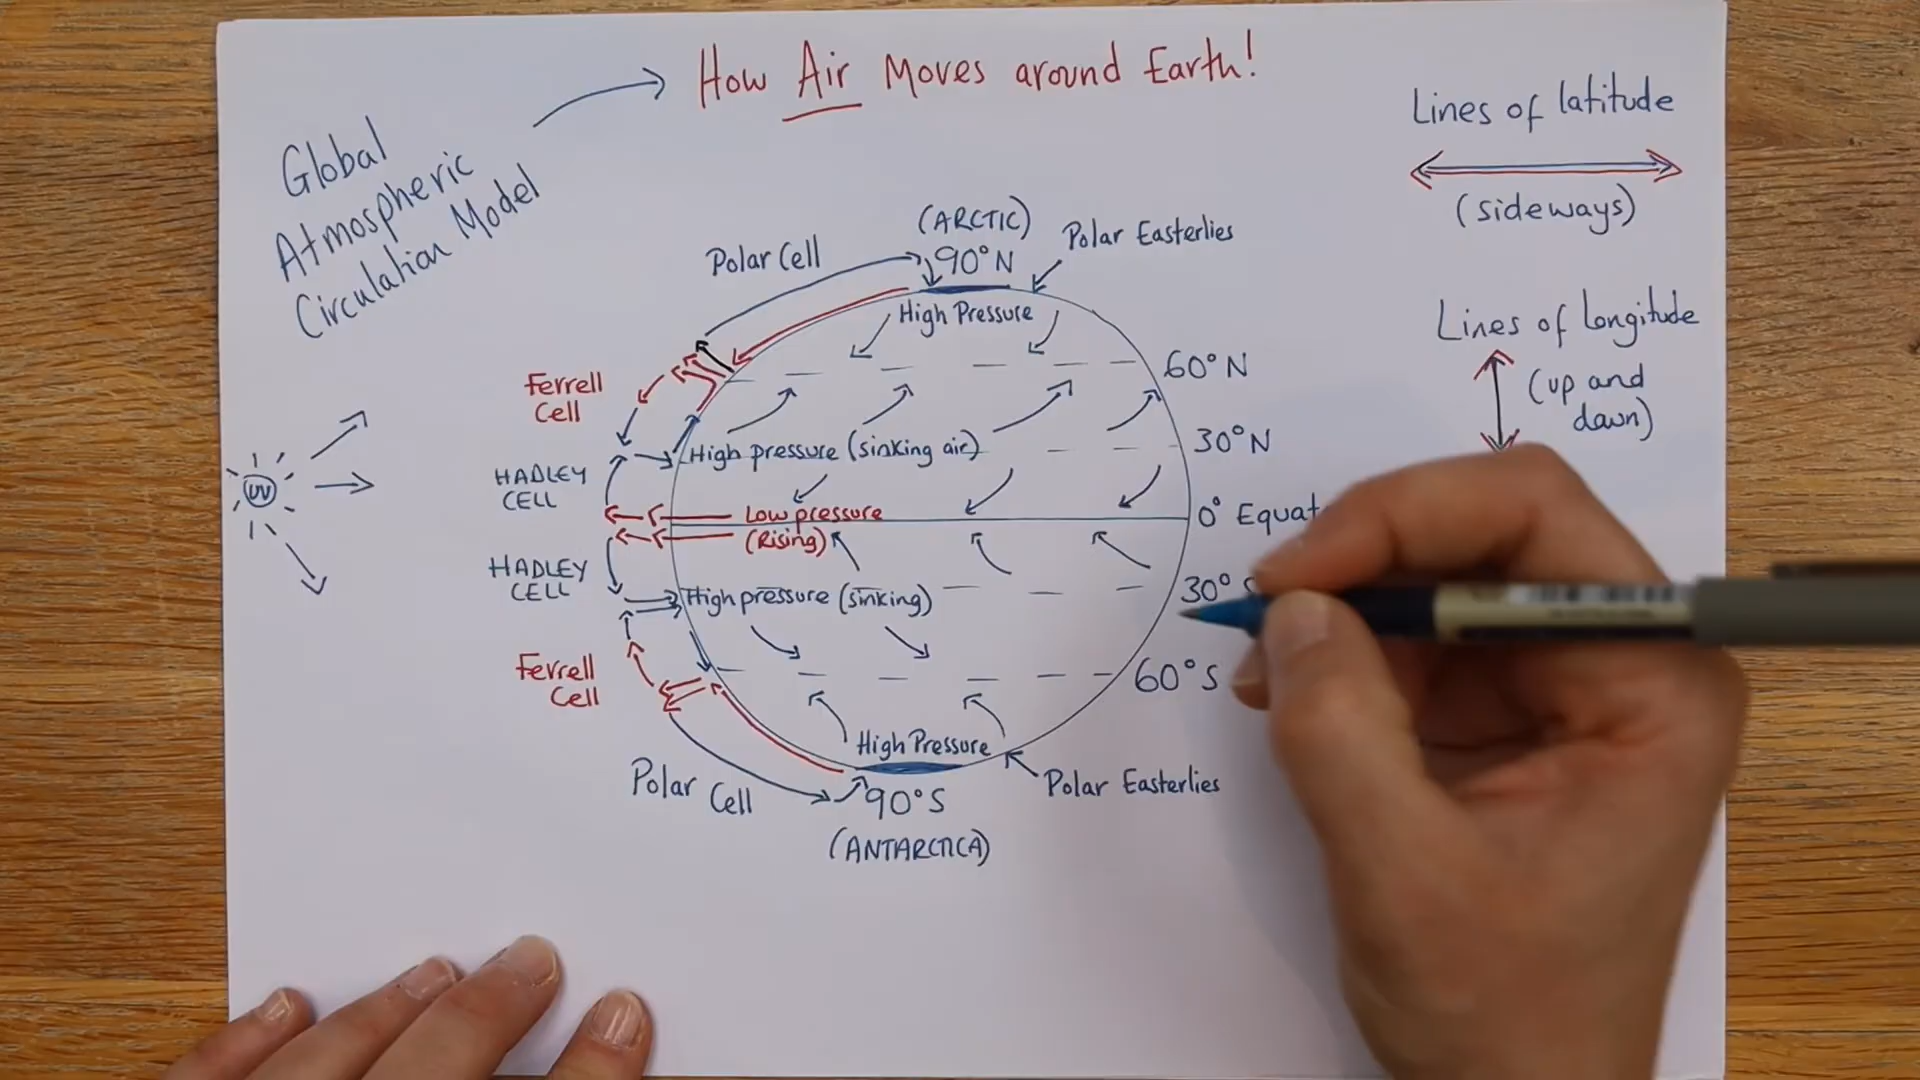 How Air Moves around Earth!
Global
Atmospheric
Circulation Model
Lines of latitude
(sideways)
Lines of longitude
(up and
down)
(ARCTIC)
90°N
Polar Easterlies
Polar Cell
High Pressure
60°N
Ferrell
Cell
High pressure (sinking air)
30°N
HADLEY
CELL
UV
Low pressure
(Rising)
0° Equat
HADLEY
CELL
High pressure (sinking)
30° S
Ferrell
Cell
60°S
High Pressure
Polar Cell
90°S
Polar Easterlies
(ANTARCTICA)